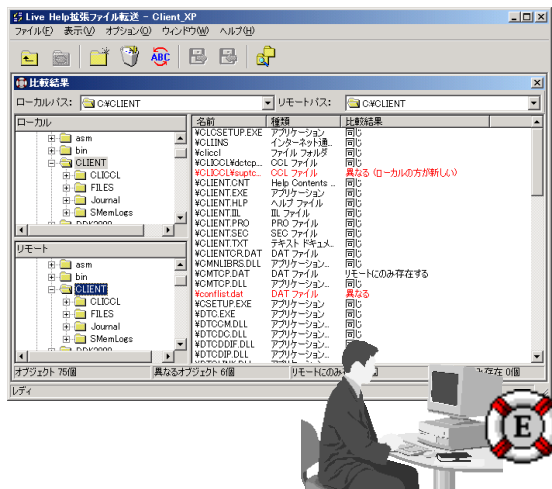 Live Help拡張ファイル転送 - Client_XP
ファイル(F) 表示(V) オプション(O) ウィンドウ(W) ヘルプ(H)
ABC
比較結果
ローカルパス: C:¥CLIENT リモートパス: C:¥CLIENT
ローカル
asm
bin
CLIENT
CLICCL
FILES
Journal
SMemLogs
リモート
asm
bin
CLIENT
CLICCL
FILES
Journal
SMemLogs
名前 種類 比較結果
¥CLCSETUP.EXE アプリケーション 同じ
¥CLIINS インターネット通.. 同じ
¥cliccl ファイル フォルダ 同じ
¥CLICCL¥dctcp... CCL ファイル 同じ
¥CLICCL¥suptc... CCL ファイル 異なる (ローカルの方が新しい)
¥CLIENT.CNT Help Contents ... 同じ
¥CLIENT.EXE アプリケーション 同じ
¥CLIENT.HLP ヘルプ ファイル 同じ
¥CLIENT.IIL IIL ファイル 同じ
¥CLIENT.PRO PRO ファイル 同じ
¥CLIENT.SEC SEC ファイル 同じ
¥CLIENT.TXT テキスト ドキュメ.. 同じ
¥CLIENTCR.DAT DAT ファイル 同じ
¥CMNLIBRS.DLL アプリケーション.. 同じ
¥CMTCP.DAT DAT ファイル リモートにのみ存在する
¥CMTCP.DLL アプリケーション.. 同じ
¥conflist.dat DAT ファイル 異なる
¥CSETUP.EXE アプリケーション 同じ
¥DTC.EXE アプリケーション 同じ
¥DTCCM.DLL アプリケーション.. 同じ
¥DTCDC.DLL アプリケーション.. 同じ
¥DTCDDIF.DLL アプリケーション.. 同じ
¥DTCDIP.DLL アプリケーション.. 同じ
オブジェクト 75個 異なるオブジェクト 6個 リモートにのみ 存在 0個
レディ
E